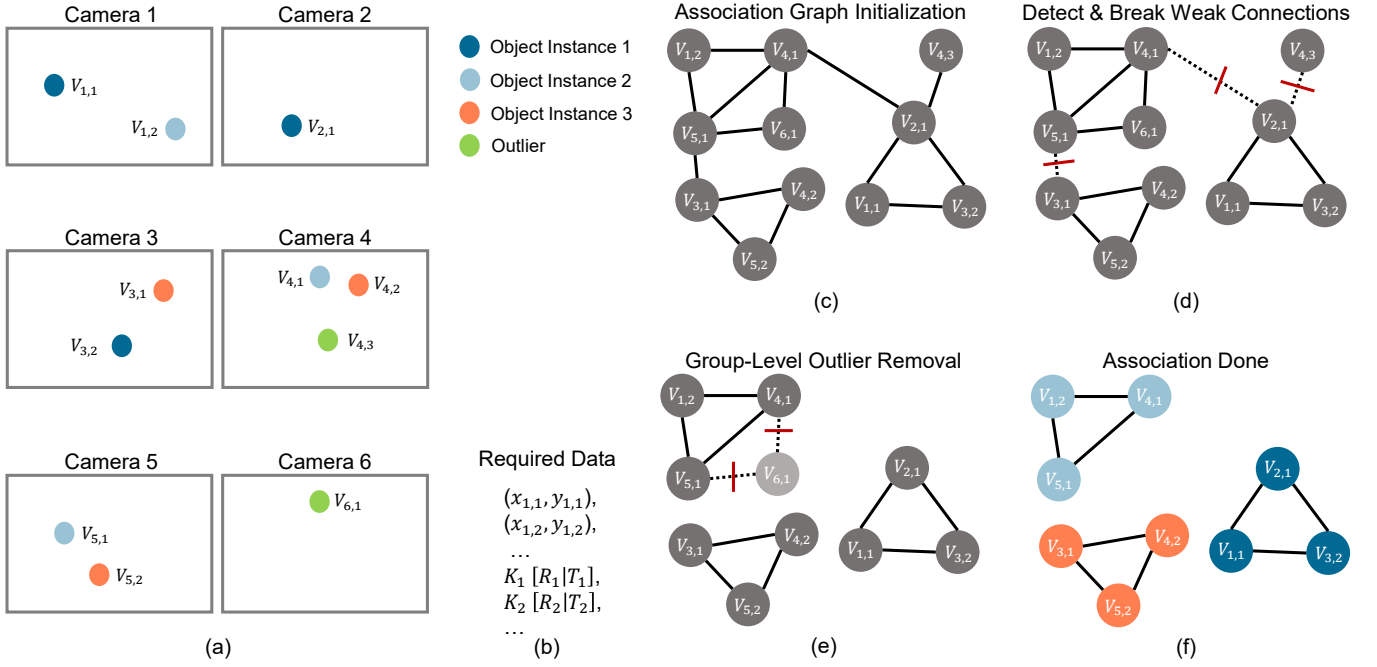 Camera 1
Camera 2
V1,1
V1,2
V2,1
Camera 3
Camera 4
V3,1
V3,2
V4,1
V4,2
V4,3
Camera 5
Camera 6
V5,1
V5,2
V6,1
(a)
Object Instance 1
Object Instance 2
Object Instance 3
Outlier
Required Data
(x1,1, y1,1),
(x1,2, y1,2),
…
K1 [R1|T1],
K2 [R2|T2],
…
(b)
Association Graph Initialization
V1,2
V4,1
V4,3
V5,1
V6,1
V2,1
V3,1
V4,2
V1,1
V3,2
V5,2
(c)
Detect & Break Weak Connections
V1,2
V4,1
V4,3
V5,1
V6,1
V2,1
V3,1
V4,2
V1,1
V3,2
V5,2
(d)
Group-Level Outlier Removal
V1,2
V4,1
V5,1
V6,1
V2,1
V3,1
V4,2
V1,1
V3,2
V5,2
(e)
Association Done
V1,2
V4,1
V5,1
V2,1
V3,1
V4,2
V1,1
V3,2
V5,2
(f)